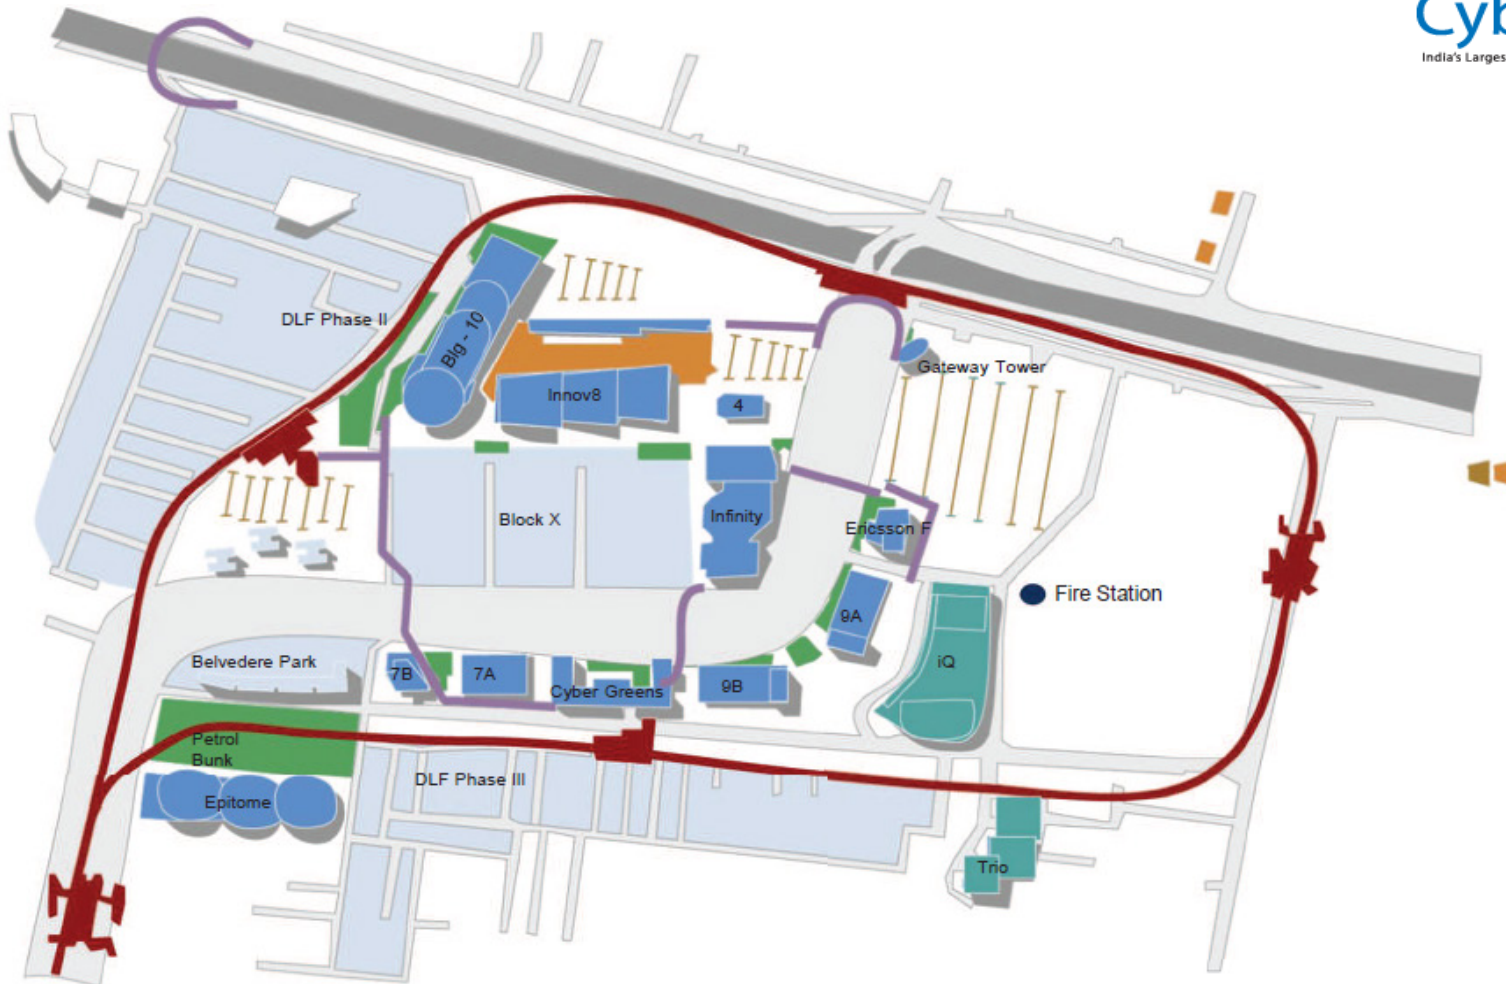 Cyb
India's Larges
DLF Phase II
Blg - 10
Innov8
4
Gateway Tower
Block X
Infinity
Ericsson F
Fire Station
9A
iQ
Belvedere Park
7B
7A
Cyber Greens
9B
Petrol
Bunk
Epitome
DLF Phase III
Trio